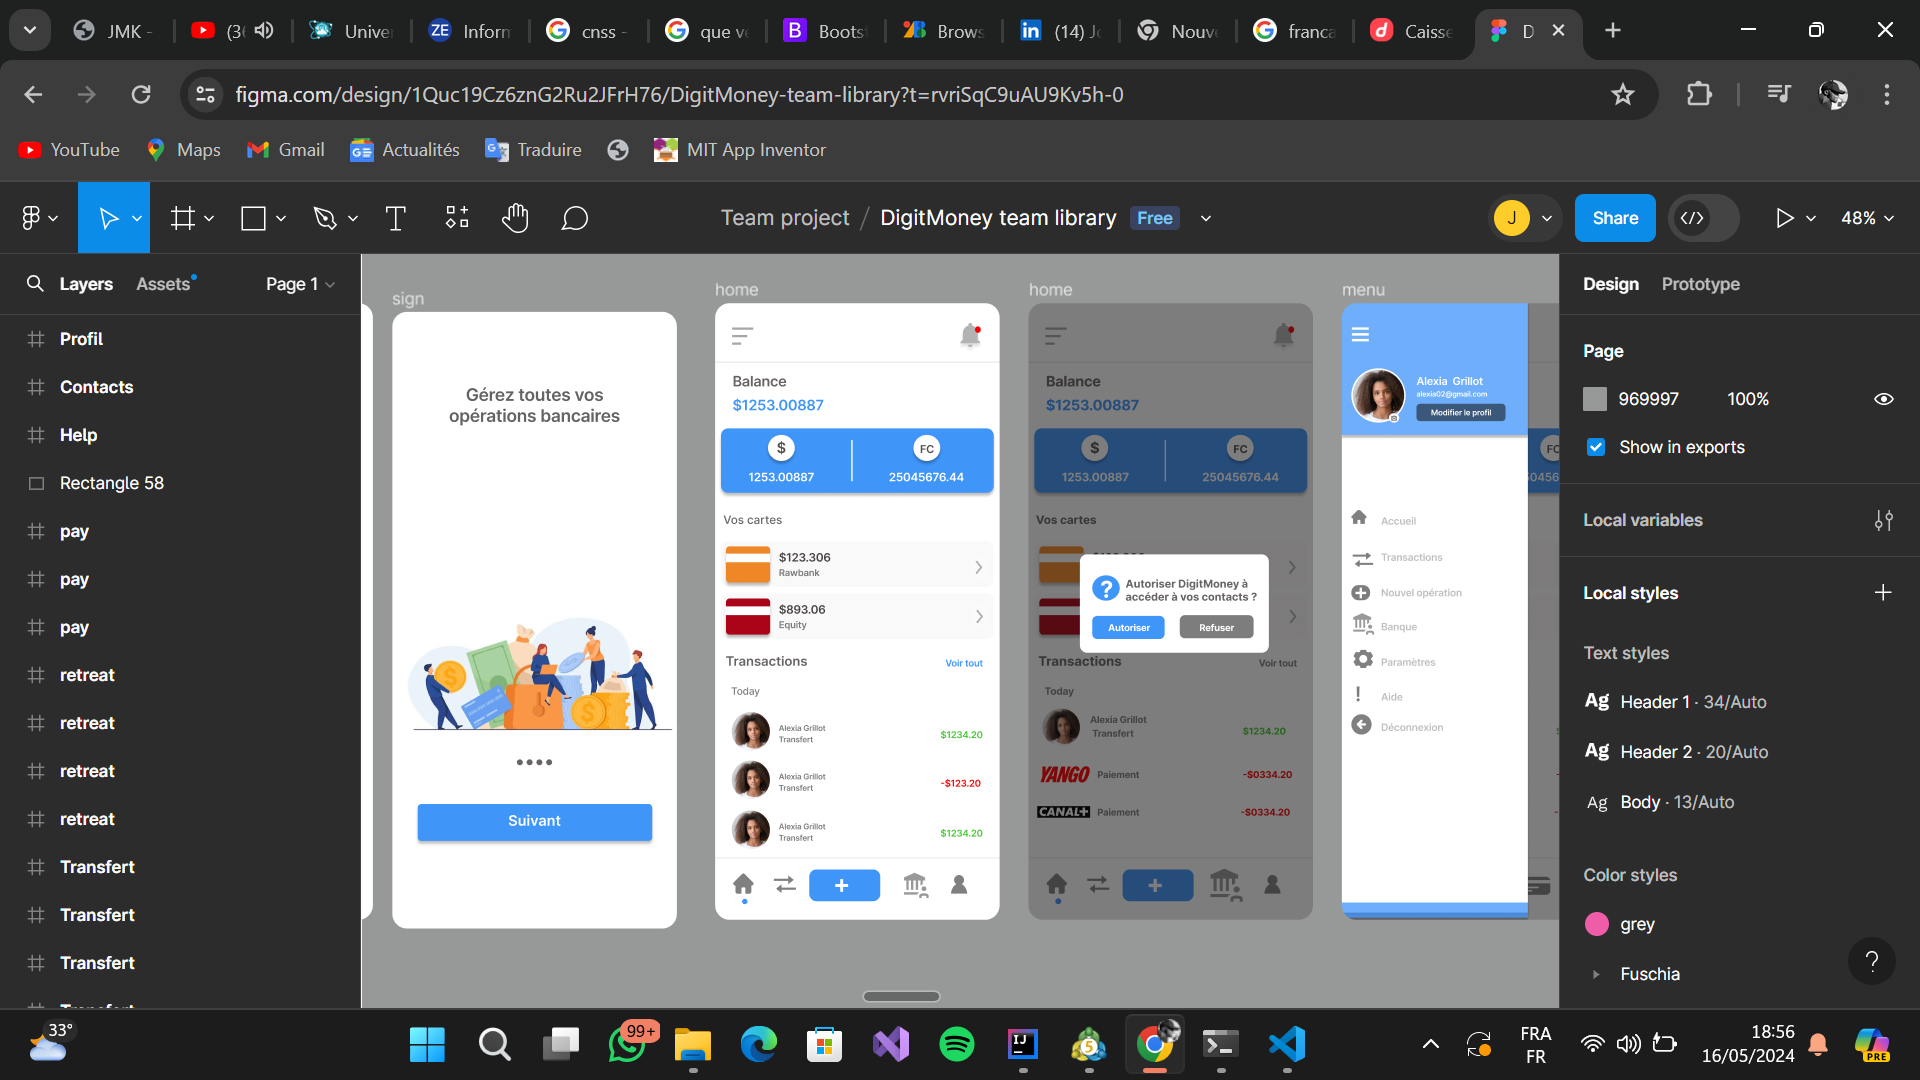 JMK -
(3
Univer
ZE
Inform
cnss -
que ve
B
Boots
Brows
(14) Jo
Nouv
franca
Caisse
D
figma.com/design/1Quc19Cz6znG2Ru2JFrH76/DigitMoney-team-library?t=rvriSqC9uAU9Kv5h-0
YouTube
Maps
Gmail
Actualités
Traduire
MIT App Inventor
Team project / DigitMoney team library
Free
J
Share
48%
Layers
Assets
Page 1
Profil
Contacts
Help
Rectangle 58
pay
pay
pay
retreat
retreat
retreat
retreat
Transfert
Transfert
Transfert
Transfert
sign
Gérez toutes vos
opérations bancaires
Suivant
home
Balance
$1253.00887
$
FC
1253.00887
25045676.44
Vos cartes
$123.306
Rawbank
$893.06
Equity
Transactions
Voir tout
Today
Alexia Grillot
Transfert
$1234.20
Alexia Grillot
Transfert
-$123.20
Alexia Grillot
Transfert
$1234.20
+
home
Balance
$1253.00887
$
FC
1253.00887
25045676.44
Vos cartes
?
Autoriser DigitMoney à
accéder à vos contacts ?
Autoriser
Refuser
Transactions
Voir tout
Today
Alexia Grillot
Transfert
$1234.20
YANGO
Paiement
-$0334.20
CANAL+
Paiement
-$0334.20
+
menu
Alexia Grillot
alexia02@gmail.com
Modifier le profil
Accueil
Transactions
Nouvel opération
Banque
Paramètres
Aide
Déconnexion
Design
Prototype
Page
969997
100%
Show in exports
Local variables
Local styles
Text styles
Ag Header 1 · 34/Auto
Ag Header 2 · 20/Auto
Ag Body · 13/Auto
Color styles
grey
Fuschia
?
33°
99+
IJ
5
FRA
FR
18:56
16/05/2024
PRE